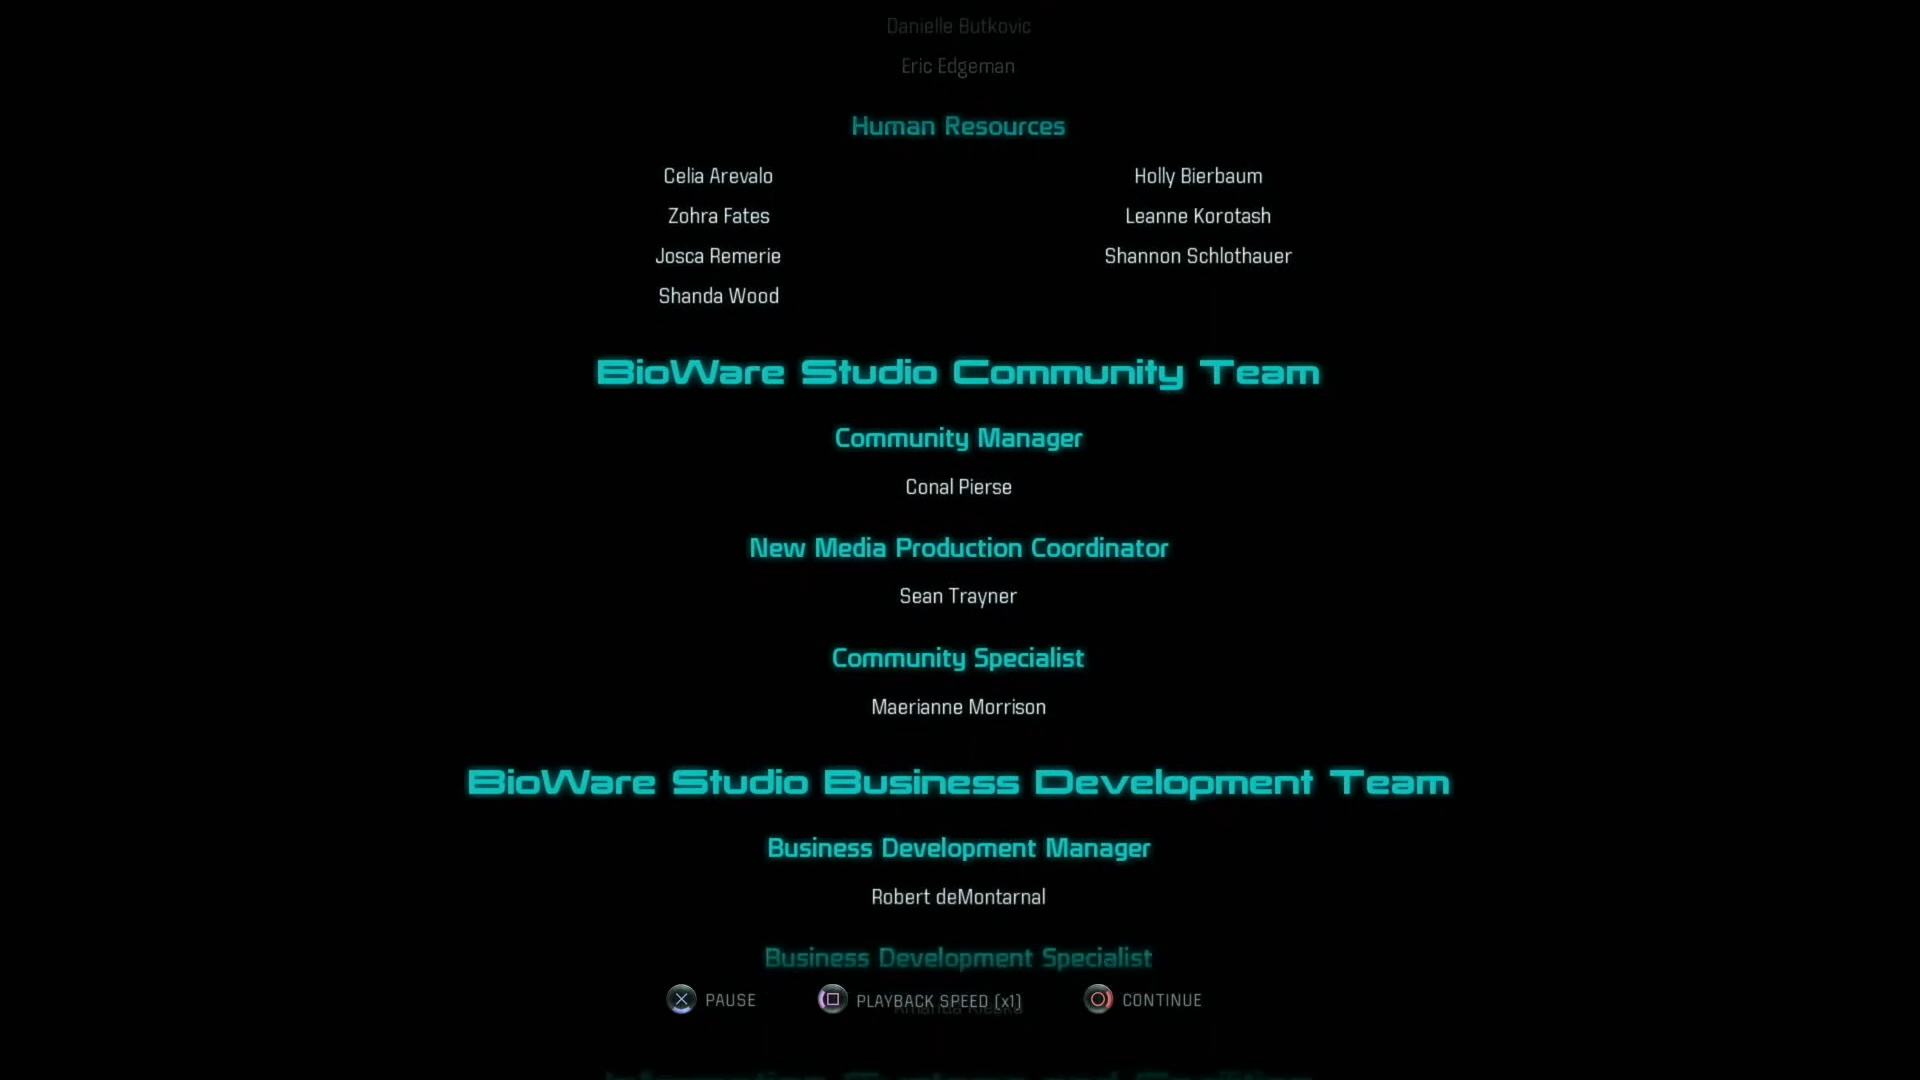 Danielle Butkovic
Eric Edgeman
Human Resources
Celia Arevalo Holly Bierbaum
Zohra Fates Leanne Korotash
Josca Remerie Shannon Schlothauer
Shanda Wood
BioWare Studio Community Team
Community Manager
Conal Pierse
New Media Production Coordinator
Sean Trayner
Community Specialist
Maerianne Morrison
BioWare Studio Business Development Team
Business Development Manager
Robert deMontarnal
Business Development Specialist
PAUSE PLAYBACK SPEED (x1) CONTINUE